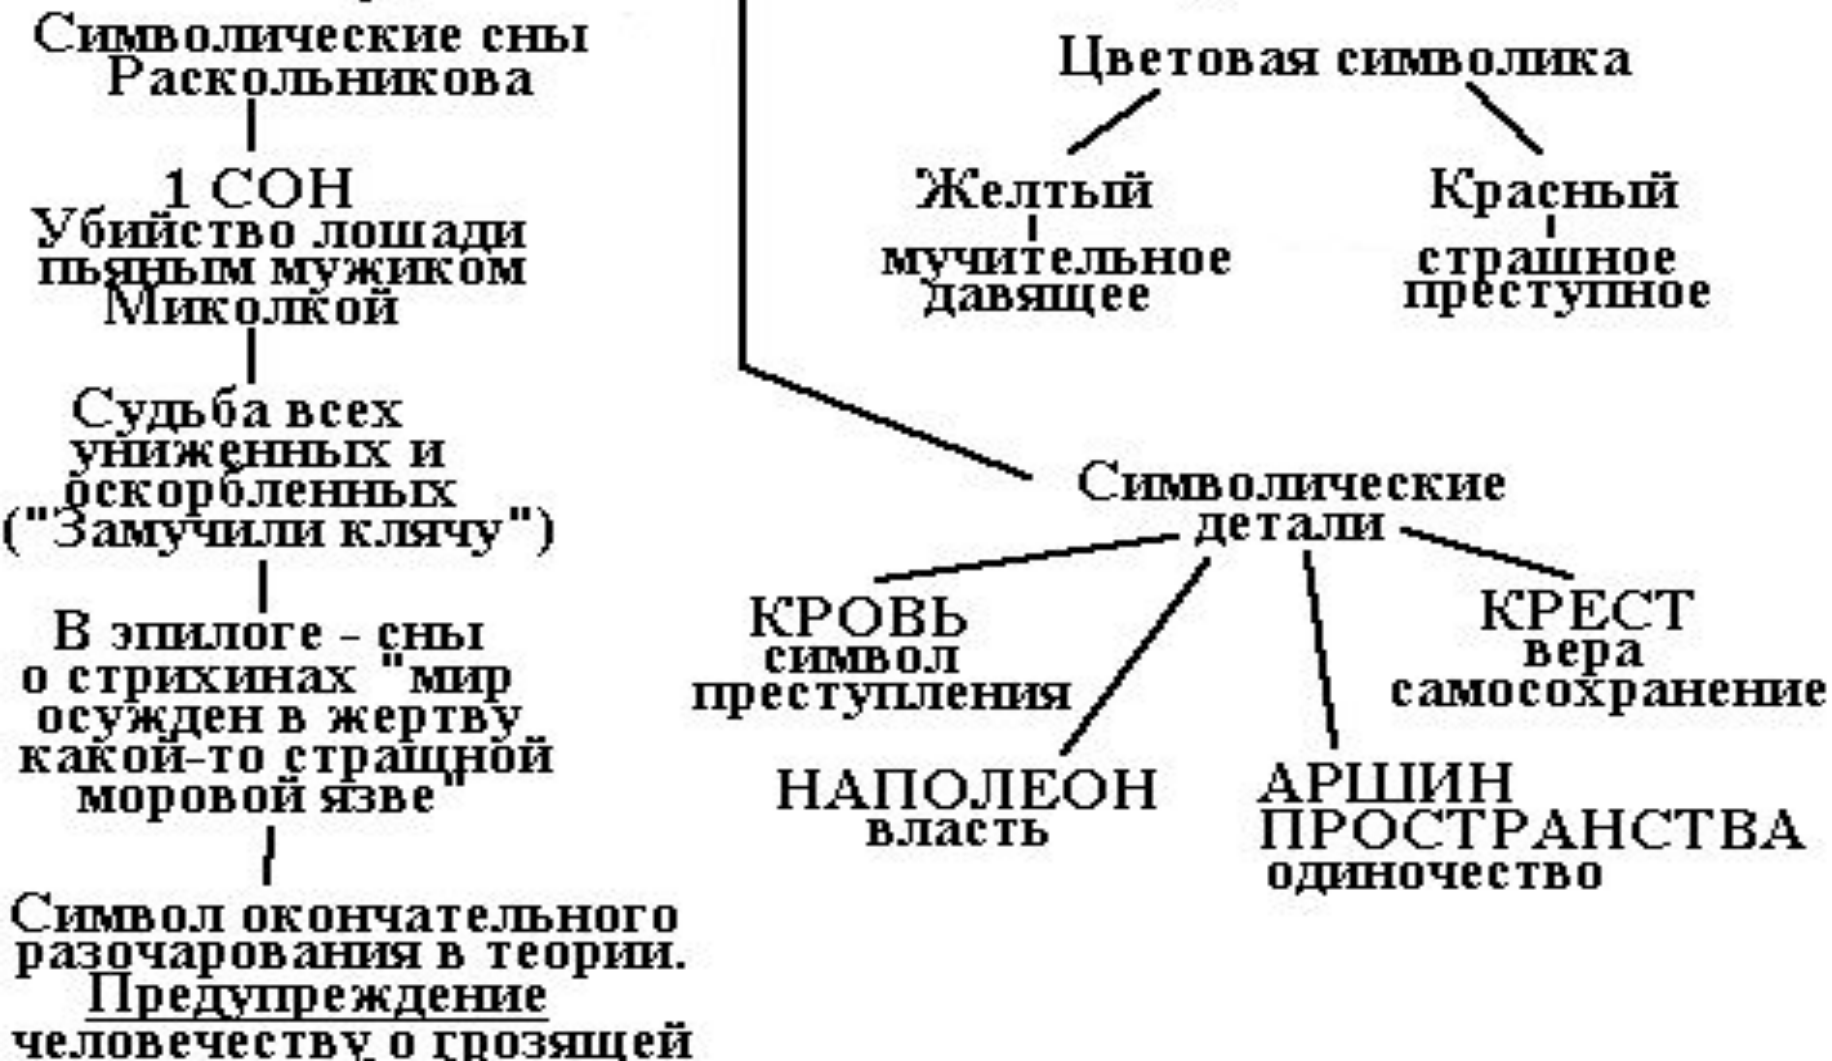 Символические сны
Раскольникова
1 СОН
Убийство лошади
пьяным мужиком
Миколкой
Судьба всех
униженных и
оскорбленных
("Замучили клячу")
В эпилоге - сны
о стрихинах "мир
осужден в жертву
какой-то стращной
моровой язве"
Символ окончательного
разочарования в теории.
Предупреждение
человечеству о грозящей
Цветовая символика
Желтый
мучительное
давящее
Красный
страшное
преступное
Символические
детали
КРОВЬ
символ
преступления
НАПОЛЕОН
власть
АРШИН
ПРОСТРАНСТВА
одиночество
КРЕСТ
вера
самосохранение